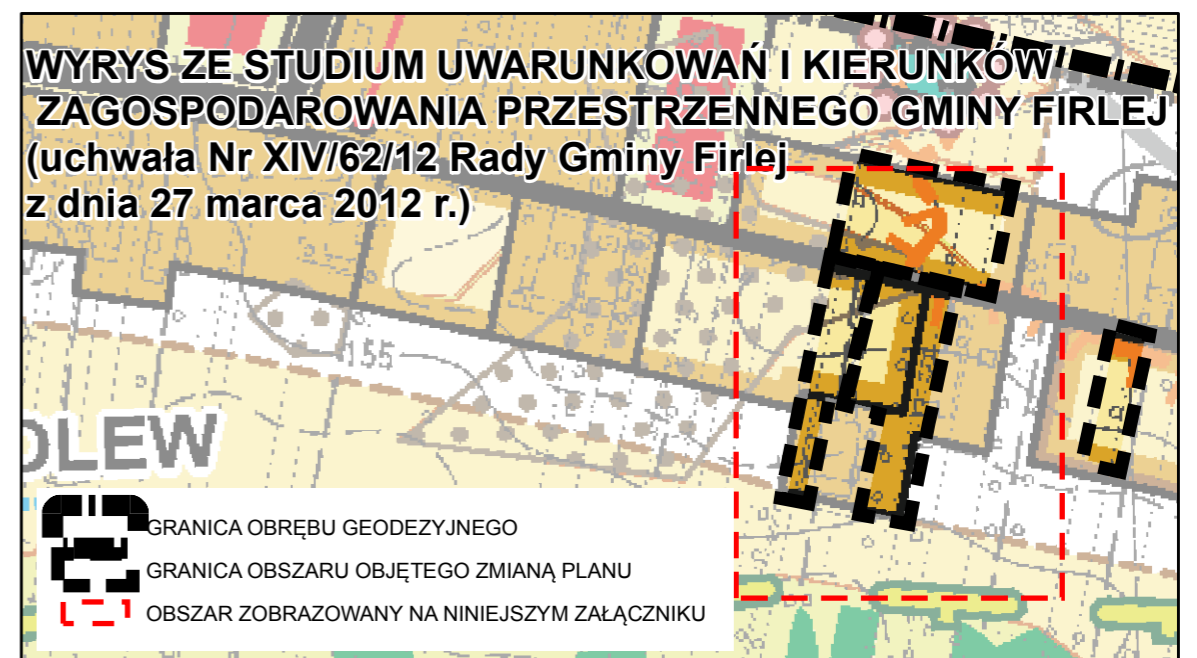 WYRYS ZE STUDIUM UWARUNKOWAŃ I KIERUNKÓW
ZAGOSPODAROWANIA PRZESTRZENNEGO GMINY FIRLEJ
(uchwała Nr XIV/62/12 Rady Gminy Firlej
z dnia 27 marca 2012 r.)
155
OLEW
GRANICA OBRĘBU GEODEZYJNEGO
GRANICA OBSZARU OBJĘTEGO ZMIANĄ PLANU
OBSZAR ZOBRAZOWANY NA NINIEJSZYM ZAŁĄCZNIKU